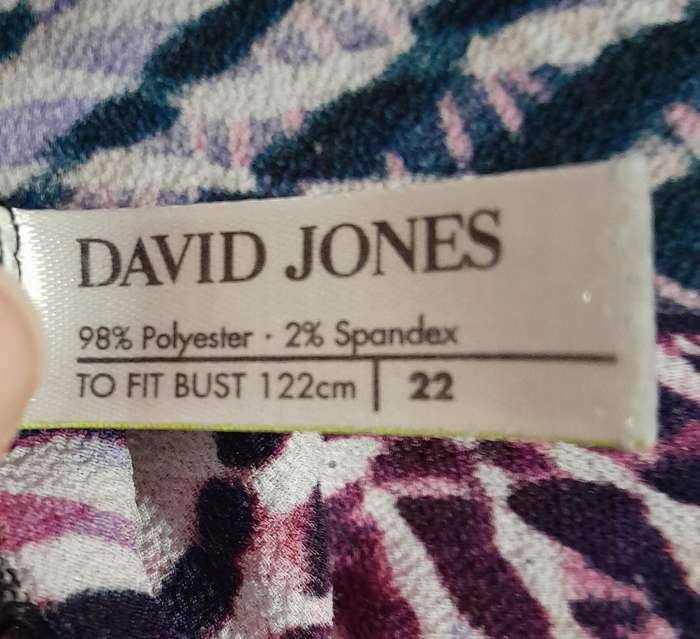 DAVID JONES
98% Polyester · 2% Spandex
TO FIT BUST 122cm | 22